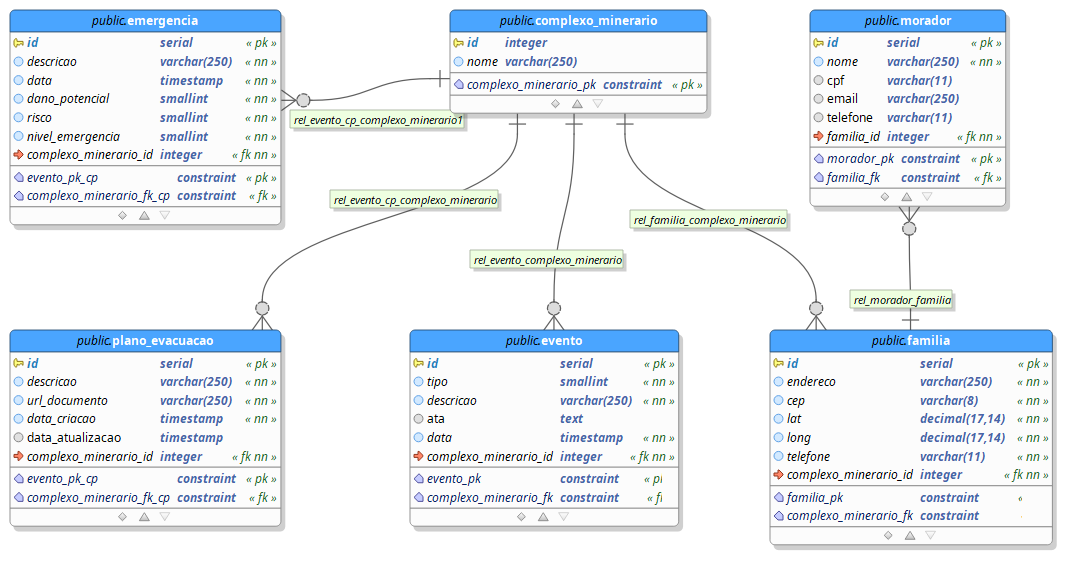 public.emergencia
id serial « pk »
descricao varchar(250) « nn »
data timestamp « nn »
dano_potencial smallint « nn »
risco smallint « nn »
nivel_emergencia smallint « nn »
complexo_minerario_id integer « fk nn »
evento_pk_cp constraint « pk »
complexo_minerario_fk_cp constraint « fk »
public.complexo_minerario
id integer
nome varchar(250)
complexo_minerario_pk constraint « pk »
public.morador
id serial « pk »
nome varchar(250) « nn »
cpf varchar(11)
email varchar(250)
telefone varchar(11)
familia_id integer « fk nn »
morador_pk constraint « pk »
familia_fk constraint « fk »
rel_evento_cp_complexo_minerario1
rel_evento_cp_complexo_minerario
rel_evento_complexo_minerario
rel_familia_complexo_minerario
rel_morador_familia
public.plano_evacuacao
id serial « pk »
descricao varchar(250) « nn »
url_documento varchar(250) « nn »
data_criacao timestamp « nn »
data_atualizacao timestamp
complexo_minerario_id integer « fk nn »
evento_pk_cp constraint « pk »
complexo_minerario_fk_cp constraint « fk »
public.evento
id serial « pk »
tipo smallint « nn »
descricao varchar(250) « nn »
ata text
data timestamp « nn »
complexo_minerario_id integer « fk nn »
evento_pk constraint
complexo_minerario_fk constraint
public.familia
id serial « pk »
endereco varchar(250) « nn »
cep varchar(8) « nn »
lat decimal(17,14) « nn »
long decimal(17,14) « nn »
telefone varchar(11) « nn »
complexo_minerario_id integer « fk nn »
familia_pk constraint
complexo_minerario_fk constraint